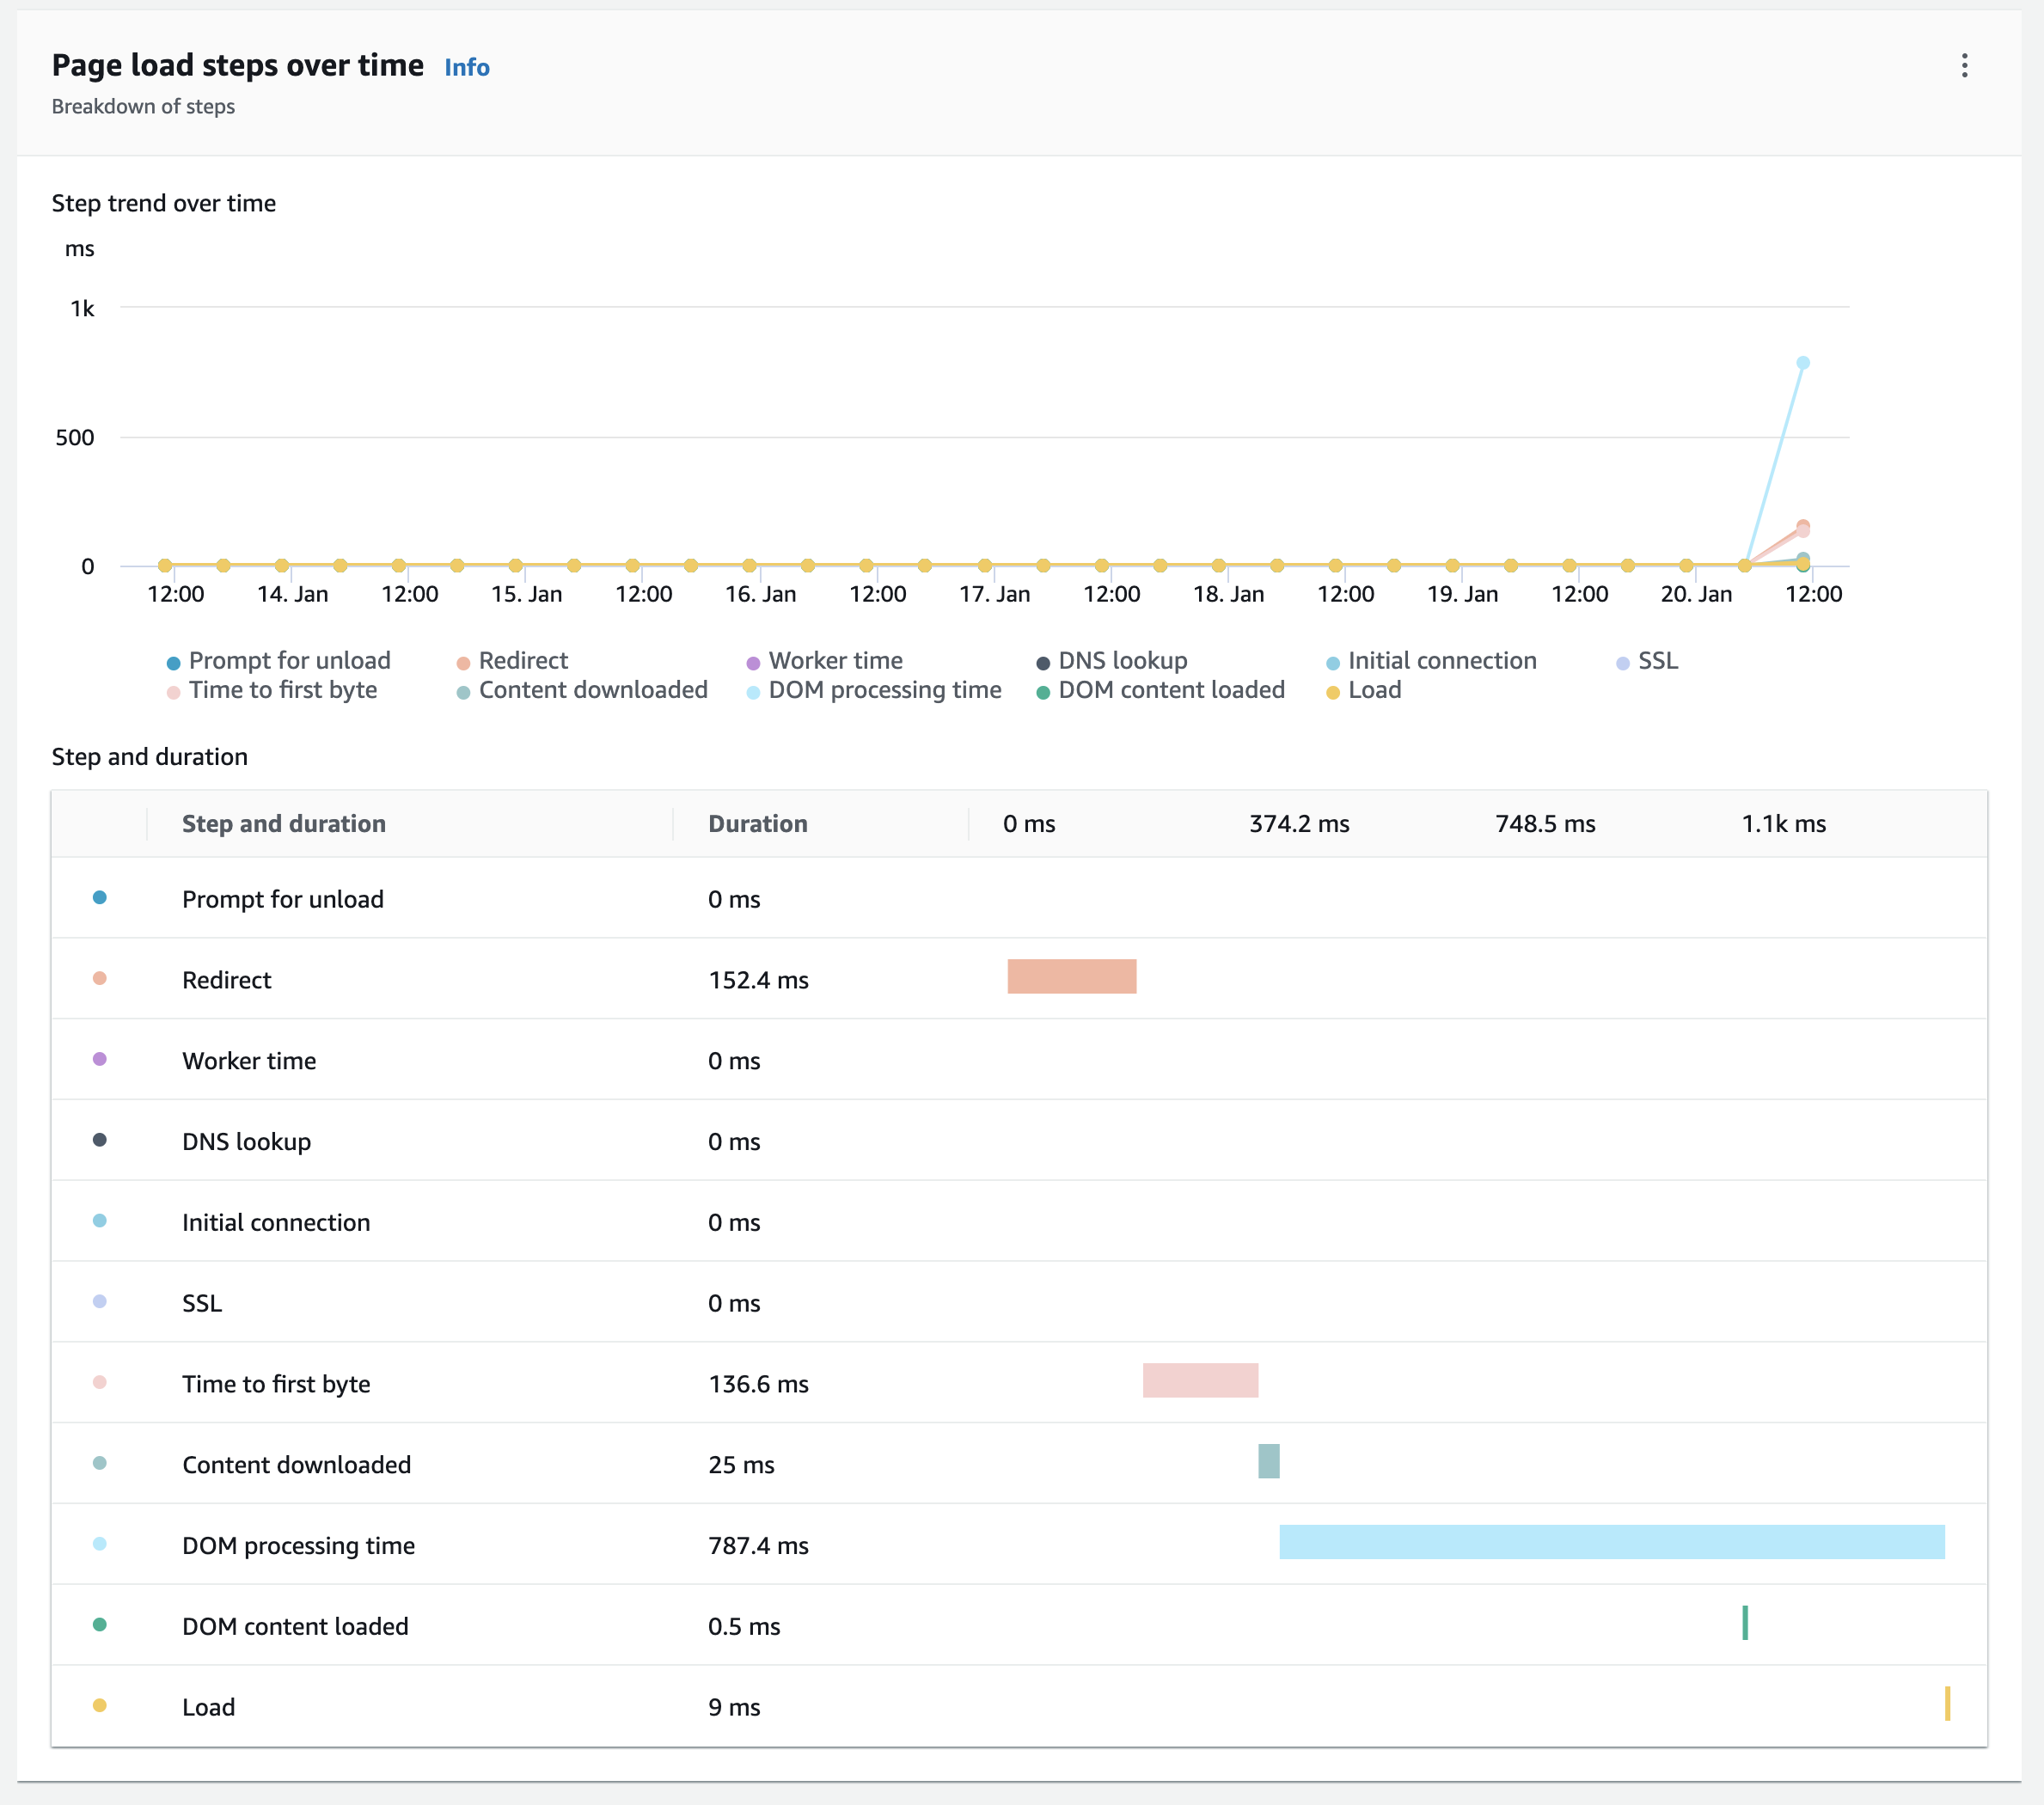 Page load steps over time Info
Breakdown of steps
Step trend over time
ms
1k
500
0
12:00 14. Jan 12:00 15. Jan 12:00 16. Jan 12:00 17. Jan 12:00 18. Jan 12:00 19. Jan 12:00 20. Jan 12:00
Prompt for unload Redirect Worker time DNS lookup Initial connection SSL
Time to first byte Content downloaded DOM processing time DOM content loaded Load
Step and duration
Step and duration Duration 0 ms 374.2 ms 748.5 ms 1.1k ms
Prompt for unload 0 ms
Redirect 152.4 ms
Worker time 0 ms
DNS lookup 0 ms
Initial connection 0 ms
SSL 0 ms
Time to first byte 136.6 ms
Content downloaded 25 ms
DOM processing time 787.4 ms
DOM content loaded 0.5 ms
Load 9 ms